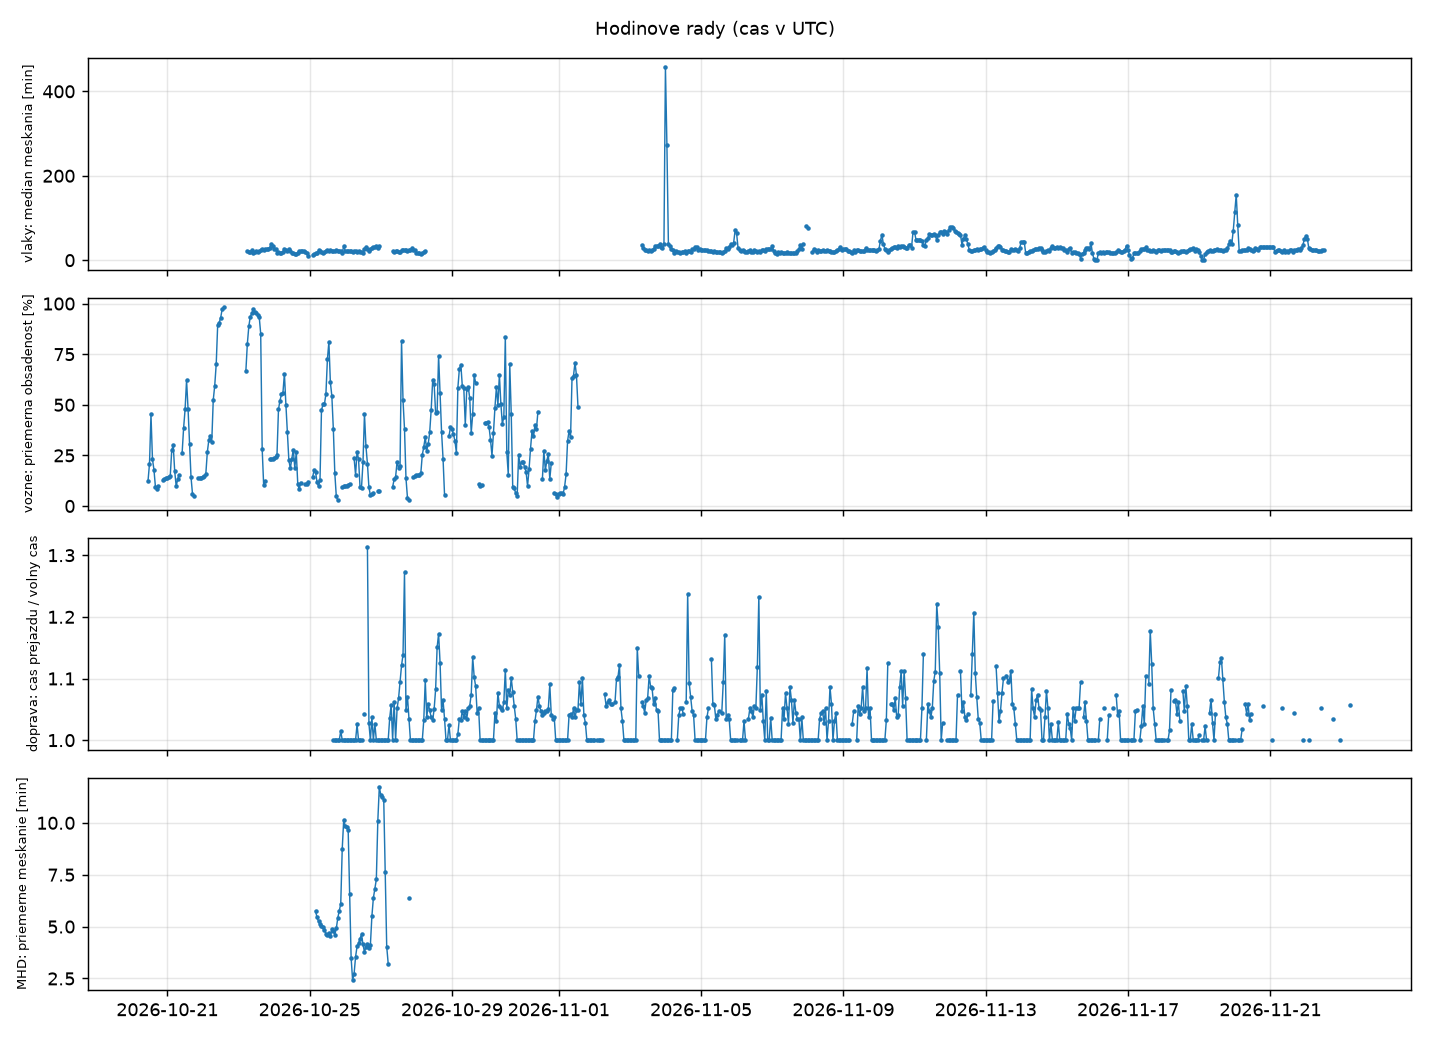 Hodinove rady (cas v UTC)
vlaky: median meskania [min]
400
200
0
vozne: priemerna obsadenost [%]
100
75
50
25
0
doprava: cas prejazdu / volny cas
1.3
1.2
1.1
1.0
MHD: priemerne meskanie [min]
10.0
7.5
5.0
2.5
2026-10-21 2026-10-25 2026-10-29 2026-11-01 2026-11-05 2026-11-09 2026-11-13 2026-11-17 2026-11-21